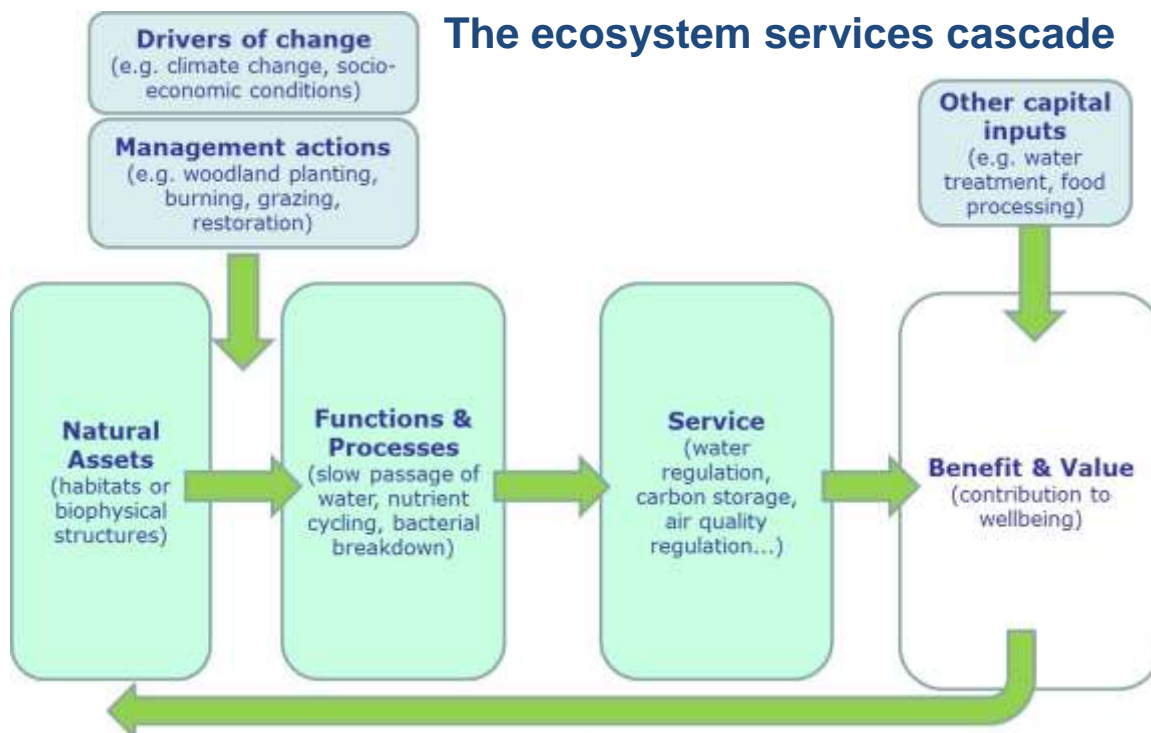 The ecosystem services cascade
Drivers of change
(e.g. climate change, socio-
economic conditions)
Management actions
(e.g. woodland planting,
burning, grazing,
restoration)
Other capital
inputs
(e.g. water
treatment, food
processing)
Natural
Assets
(habitats or
biophysical
structures)
Functions &
Processes
(slow passage of
water, nutrient
cycling, bacterial
breakdown)
Service
(water
regulation,
carbon storage,
air quality
regulation...)
Benefit & Value
(contribution to
wellbeing)